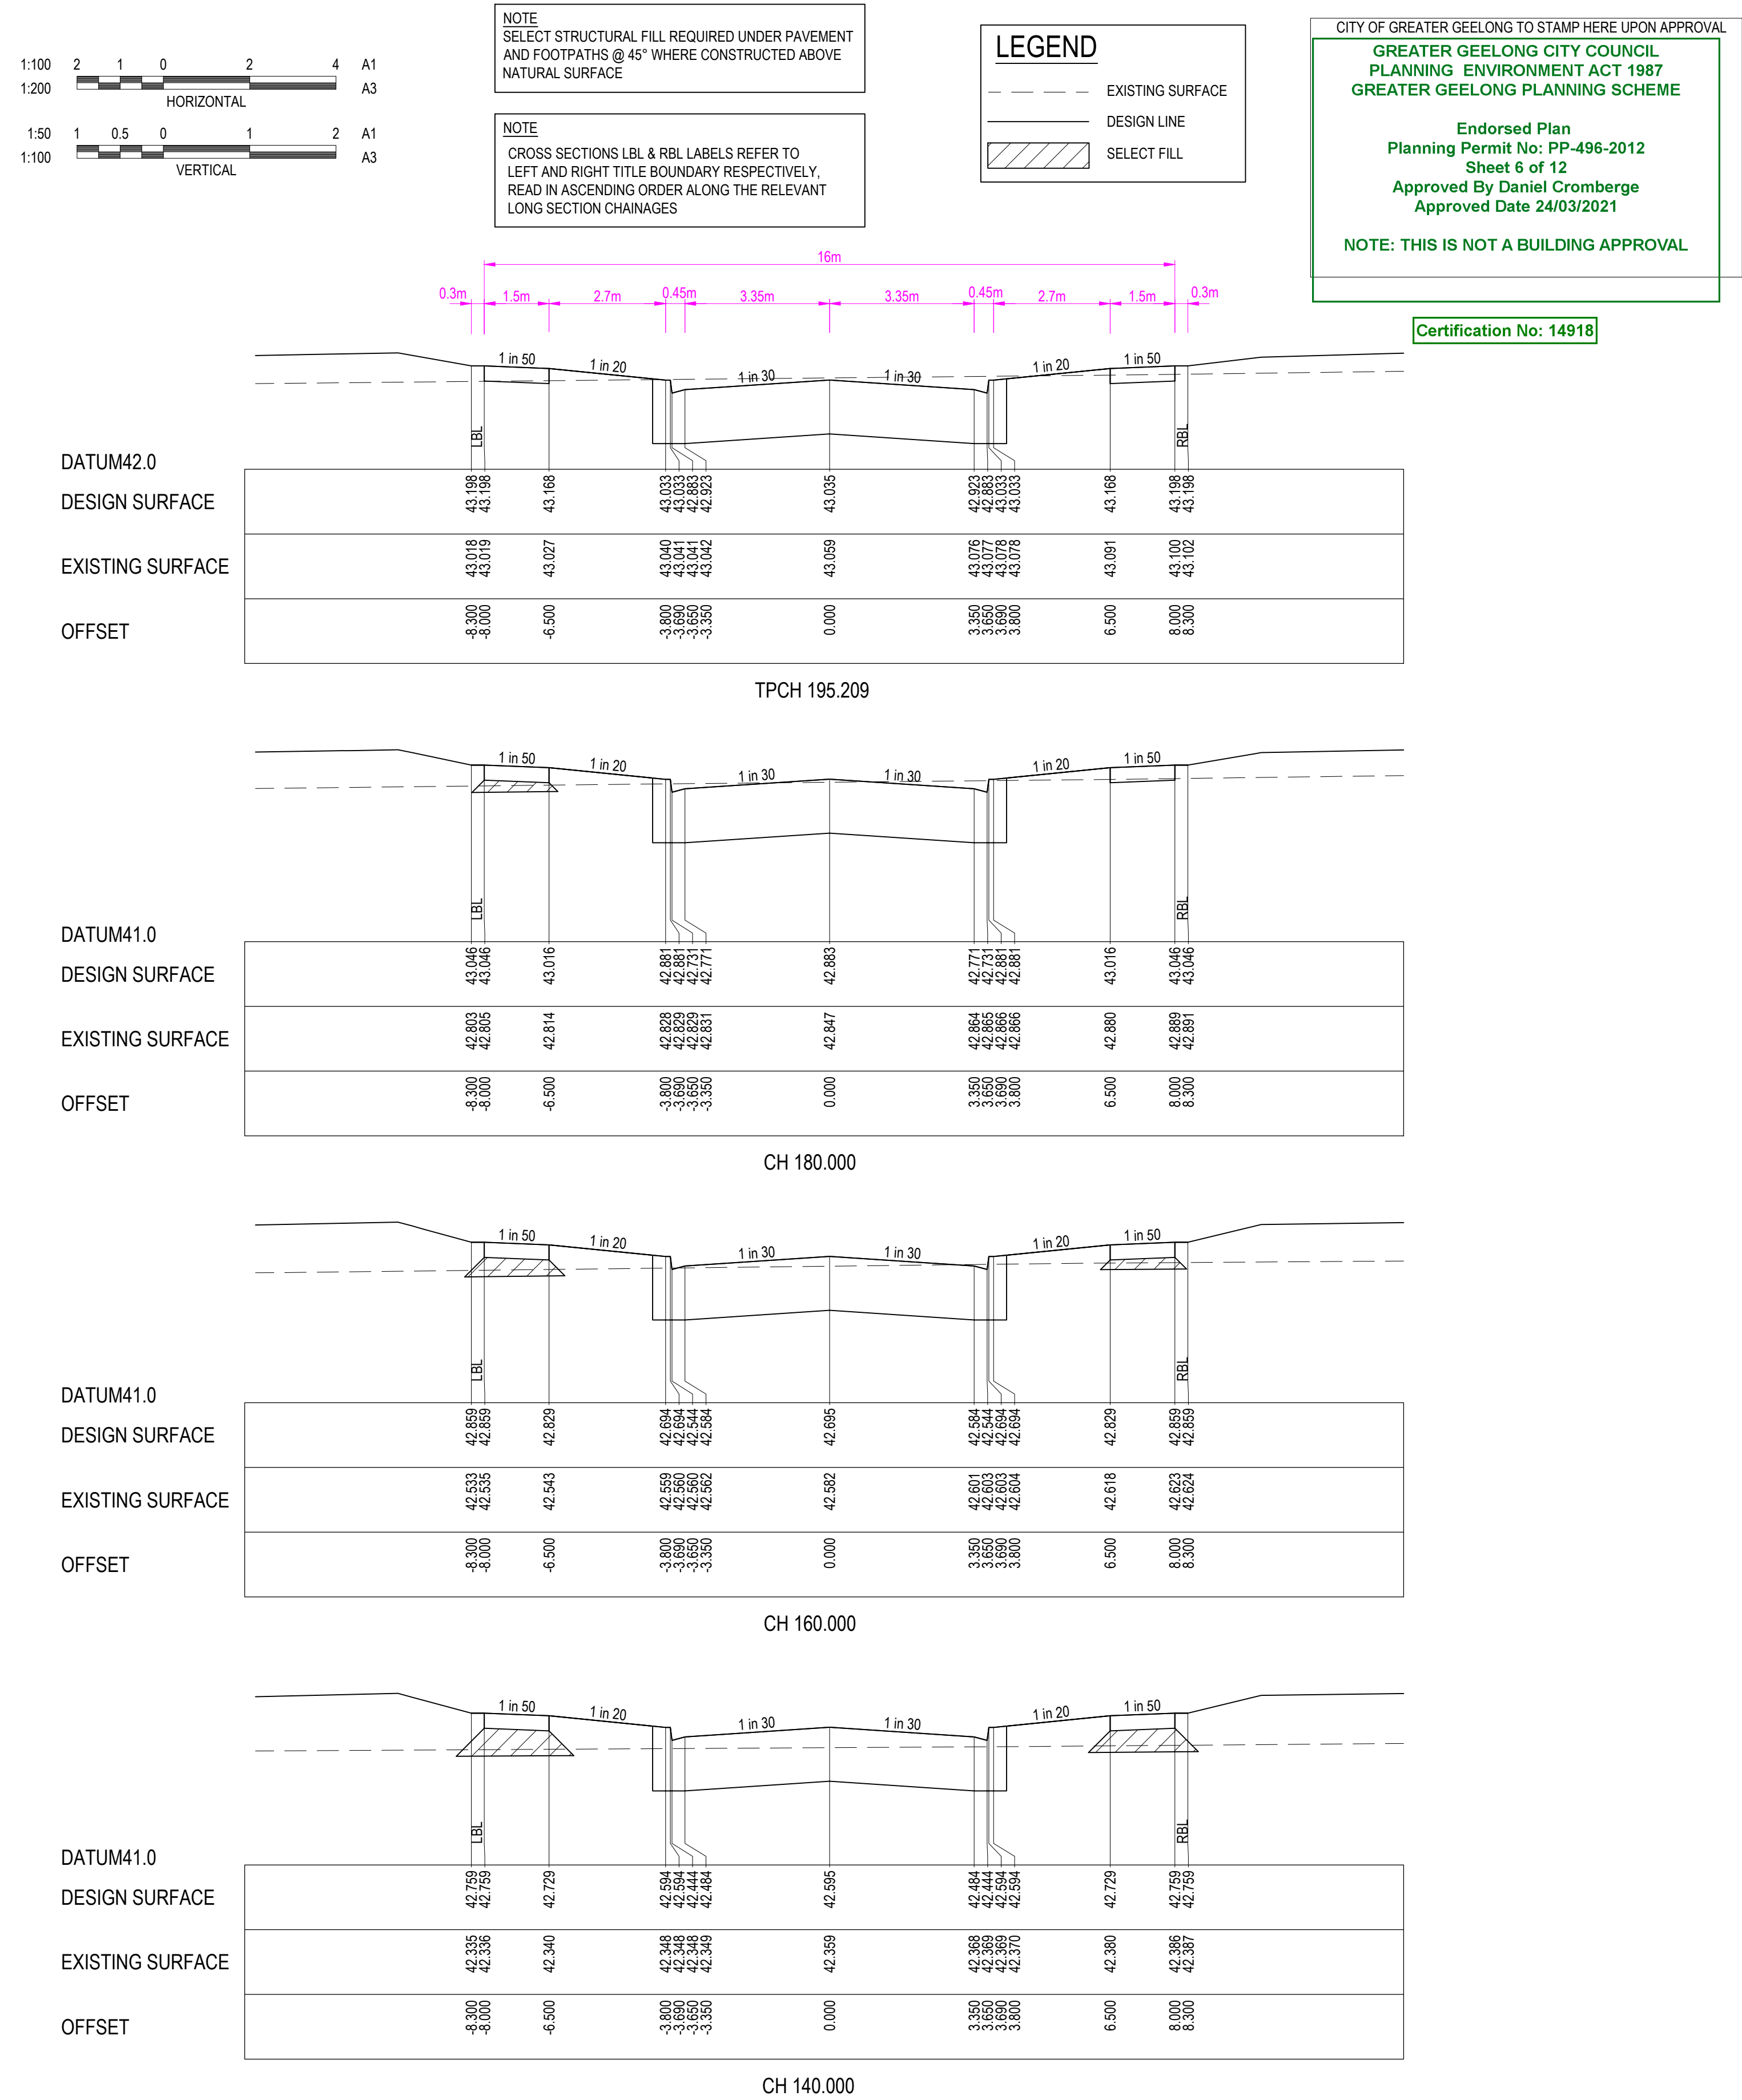 1:100 2 1 0 2 4 A1
1:200 A3
HORIZONTAL
1:50 1 0.5 0 1 2 A1
1:100 A3
VERTICAL
NOTE
SELECT STRUCTURAL FILL REQUIRED UNDER PAVEMENT
AND FOOTPATHS @ 45° WHERE CONSTRUCTED ABOVE
NATURAL SURFACE
NOTE
CROSS SECTIONS LBL & RBL LABELS REFER TO
LEFT AND RIGHT TITLE BOUNDARY RESPECTIVELY,
READ IN ASCENDING ORDER ALONG THE RELEVANT
LONG SECTION CHAINAGES
LEGEND
EXISTING SURFACE
DESIGN LINE
SELECT FILL
CITY OF GREATER GEELONG TO STAMP HERE UPON APPROVAL
GREATER GEELONG CITY COUNCIL
PLANNING ENVIRONMENT ACT 1987
GREATER GEELONG PLANNING SCHEME
Endorsed Plan
Planning Permit No: PP-496-2012
Sheet 6 of 12
Approved By Daniel Cromberge
Approved Date 24/03/2021
NOTE: THIS IS NOT A BUILDING APPROVAL
Certification No: 14918
16m
0.3m 1.5m 2.7m 0.45m 3.35m 3.35m 0.45m 2.7m 1.5m 0.3m
1 in 50 1 in 20 1 in 30 1 in 30 1 in 20 1 in 50
LBL RBL
DATUM42.0
DESIGN SURFACE 43.198 43.198 43.168 43.033 43.033 42.883 42.923 43.035 42.923 42.883 43.033 43.033 43.168 43.198 43.198
EXISTING SURFACE 43.018 43.019 43.027 43.040 43.041 43.041 43.042 43.059 43.076 43.077 43.078 43.078 43.091 43.100 43.102
OFFSET -8.300 -8.000 -6.500 -3.800 -3.690 -3.650 -3.350 0.000 3.350 3.650 3.690 3.800 6.500 8.000 8.300
TPCH 195.209
1 in 50 1 in 20 1 in 30 1 in 30 1 in 20 1 in 50
LBL RBL
DATUM41.0
DESIGN SURFACE 43.046 43.046 43.016 42.881 42.881 42.731 42.771 42.883 42.771 42.731 42.881 42.881 43.016 43.046 43.046
EXISTING SURFACE 42.803 42.805 42.814 42.828 42.829 42.829 42.831 42.847 42.864 42.865 42.866 42.866 42.880 42.889 42.891
OFFSET -8.300 -8.000 -6.500 -3.800 -3.690 -3.650 -3.350 0.000 3.350 3.650 3.690 3.800 6.500 8.000 8.300
CH 180.000
1 in 50 1 in 20 1 in 30 1 in 30 1 in 20 1 in 50
LBL RBL
DATUM41.0
DESIGN SURFACE 42.859 42.859 42.829 42.694 42.694 42.544 42.584 42.695 42.584 42.544 42.694 42.694 42.829 42.859 42.859
EXISTING SURFACE 42.533 42.535 42.543 42.559 42.560 42.560 42.562 42.582 42.601 42.603 42.603 42.604 42.618 42.623 42.624
OFFSET -8.300 -8.000 -6.500 -3.800 -3.690 -3.650 -3.350 0.000 3.350 3.650 3.690 3.800 6.500 8.000 8.300
CH 160.000
1 in 50 1 in 20 1 in 30 1 in 30 1 in 20 1 in 50
LBL RBL
DATUM41.0
DESIGN SURFACE 42.759 42.759 42.729 42.594 42.594 42.444 42.484 42.595 42.484 42.444 42.594 42.594 42.729 42.759 42.759
EXISTING SURFACE 42.335 42.336 42.340 42.348 42.348 42.348 42.349 42.359 42.368 42.369 42.369 42.370 42.380 42.386 42.387
OFFSET -8.300 -8.000 -6.500 -3.800 -3.690 -3.650 -3.350 0.000 3.350 3.650 3.690 3.800 6.500 8.000 8.300
CH 140.000